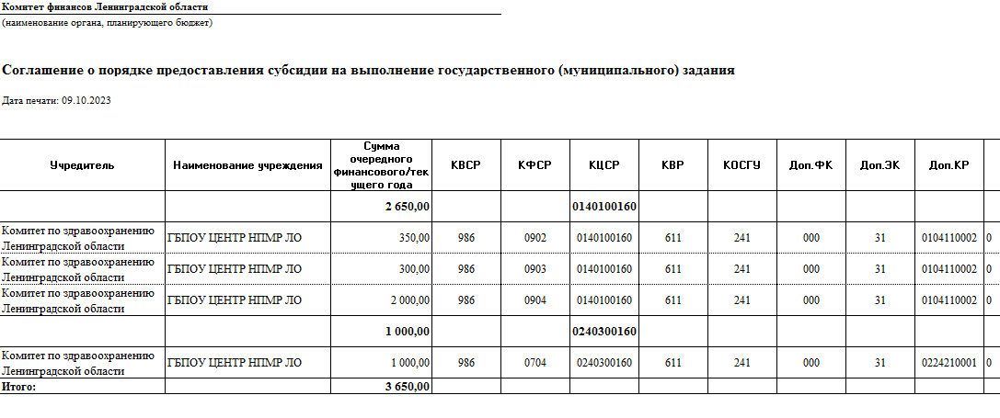 Комитет финансов Ленинградской области
(наименование органа, планирующего бюджет)
Соглашение о порядке предоставления субсидии на выполнение государственного (муниципального) задания
Дата печати: 09.10.2023
Учредитель Наименование учреждения Сумма очередного финансового/текущего года КВСР КФСР КЦСР КВР КОСГУ Доп.ФК Доп.ЭК Доп.КР
2 650,00 0140100160
Комитет по здравоохранению Ленинградской области ГБПОУ ЦЕНТР НПМР ЛО 350,00 986 0902 0140100160 611 241 000 31 0104110002 0
Комитет по здравоохранению Ленинградской области ГБПОУ ЦЕНТР НПМР ЛО 300,00 986 0903 0140100160 611 241 000 31 0104110002 0
Комитет по здравоохранению Ленинградской области ГБПОУ ЦЕНТР НПМР ЛО 2 000,00 986 0904 0140100160 611 241 000 31 0104110002 0
1 000,00 0240300160
Комитет по здравоохранению Ленинградской области ГБПОУ ЦЕНТР НПМР ЛО 1 000,00 986 0704 0240300160 611 241 000 31 0224210001 0
Итого: 3 650,00